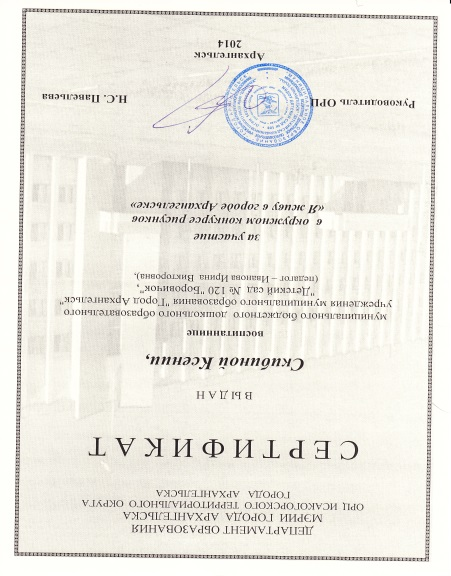 ДЕПАРТАМЕНТ ОБРАЗОВАНИЯ
МЭРИИ ГОРОДА АРХАНГЕЛЬСКА
ОРЦ ИСАКОГОРСКОГО ТЕРРИТОРИАЛЬНОГО ОКРУГА
ГОРОДА АРХАНГЕЛЬСКА
СЕРТИФИКАТ
ВЫДАН
Скибиной Ксении,
воспитаннице
муниципального бюджетного дошкольного образовательного
учреждения муниципального образования "Город Архангельск"
"Детский сад № 120 "Боровичок",
(педагог – Иванова Ирина Викторовна),
за участие
в окружном конкурсе рисунков
«Я живу в городе Архангельске»
Руководитель ОРЦ Н.С. Павельева
Архангельск
2014